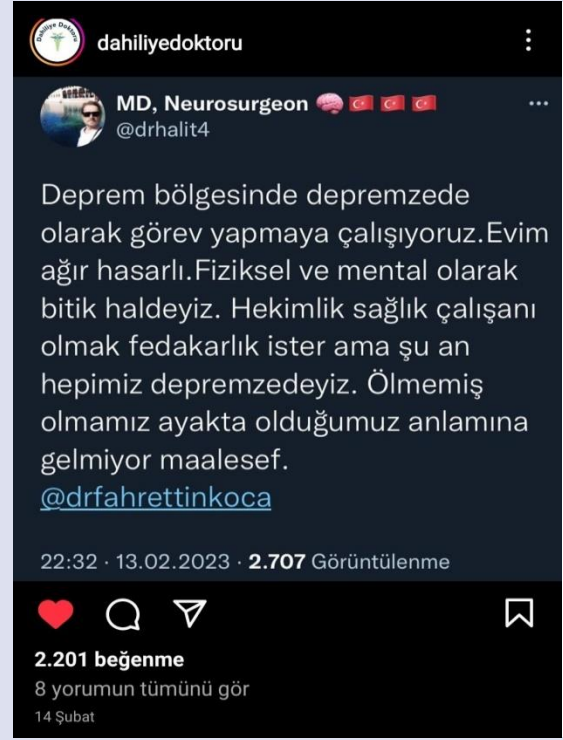 Dahiliye Doktoru
dahiliyedoktoru
MD, Neurosurgeon
@drhalit4
Deprem bölgesinde depremzede
olarak görev yapmaya çalışıyoruz.Evim
ağır hasarlı.Fiziksel ve mental olarak
bitik haldeyiz. Hekimlik sağlık çalışanı
olmak fedakarlık ister ama şu an
hepimiz depremzedeyiz. Ölmemiş
olmamız ayakta olduğumuz anlamına
gelmiyor maalesef.
@drfahrettinkoca
22:32 · 13.02.2023 · 2.707 Görüntülenme
2.201 beğenme
8 yorumun tümünü gör
14 Şubat